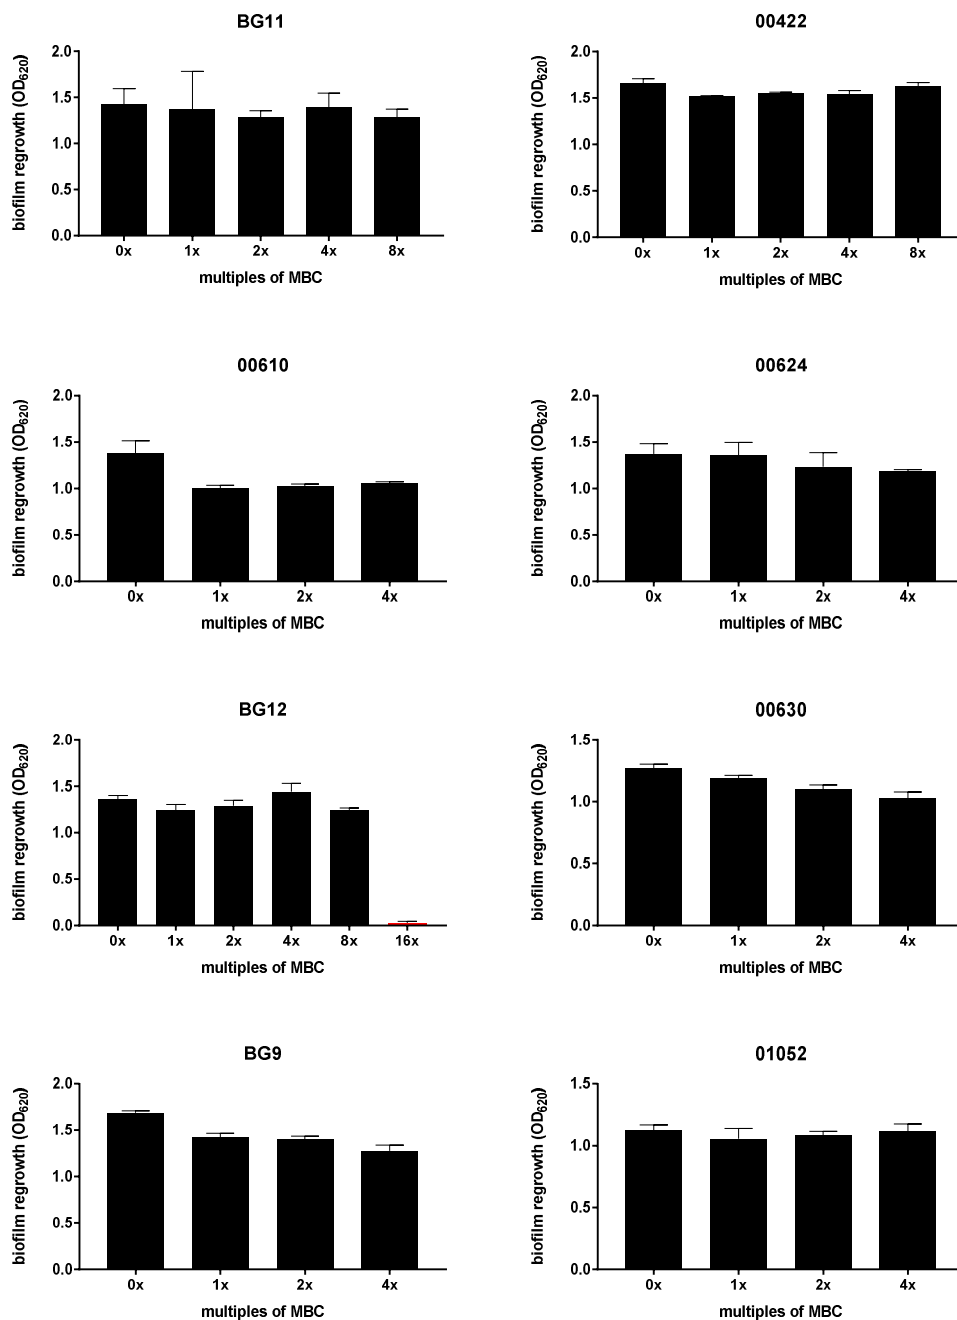 BG11
biofilm regrowth (OD620)
2.0
1.5
1.0
0.5
0.0
0x 1x 2x 4x 8x
multiples of MBC
00422
biofilm regrowth (OD620)
2.0
1.5
1.0
0.5
0.0
0x 1x 2x 4x 8x
multiples of MBC
00610
biofilm regrowth (OD620)
2.0
1.5
1.0
0.5
0.0
0x 1x 2x 4x
multiples of MBC
00624
biofilm regrowth (OD620)
2.0
1.5
1.0
0.5
0.0
0x 1x 2x 4x
multiples of MBC
BG12
biofilm regrowth (OD620)
2.0
1.5
1.0
0.5
0.0
0x 1x 2x 4x 8x 16x
multiples of MBC
00630
biofilm regrowth (OD620)
1.5
1.0
0.5
0.0
0x 1x 2x 4x
multiples of MBC
BG9
biofilm regrowth (OD620)
2.0
1.5
1.0
0.5
0.0
0x 1x 2x 4x
multiples of MBC
01052
biofilm regrowth (OD620)
1.5
1.0
0.5
0.0
0x 1x 2x 4x
multiples of MBC